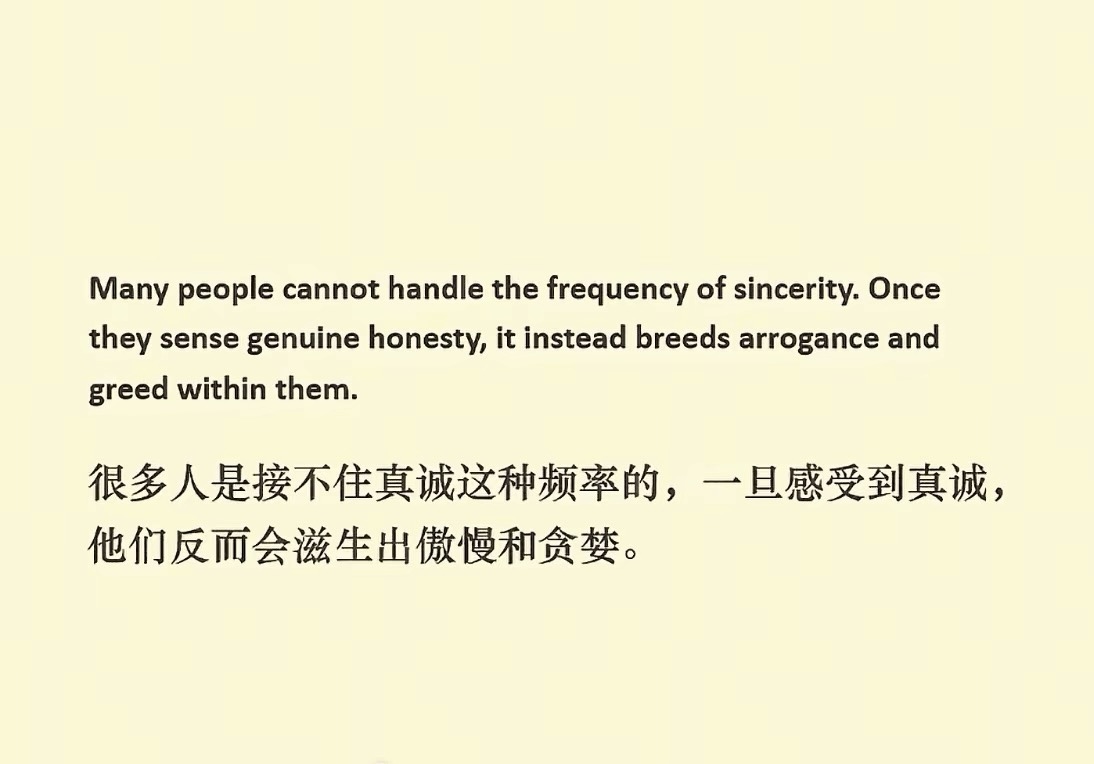 Many people cannot handle the frequency of sincerity. Once
they sense genuine honesty, it instead breeds arrogance and
greed within them.
很多人是接不住真诚这种频率的，一旦感受到真诚，
他们反而会滋生出傲慢和贪婪。